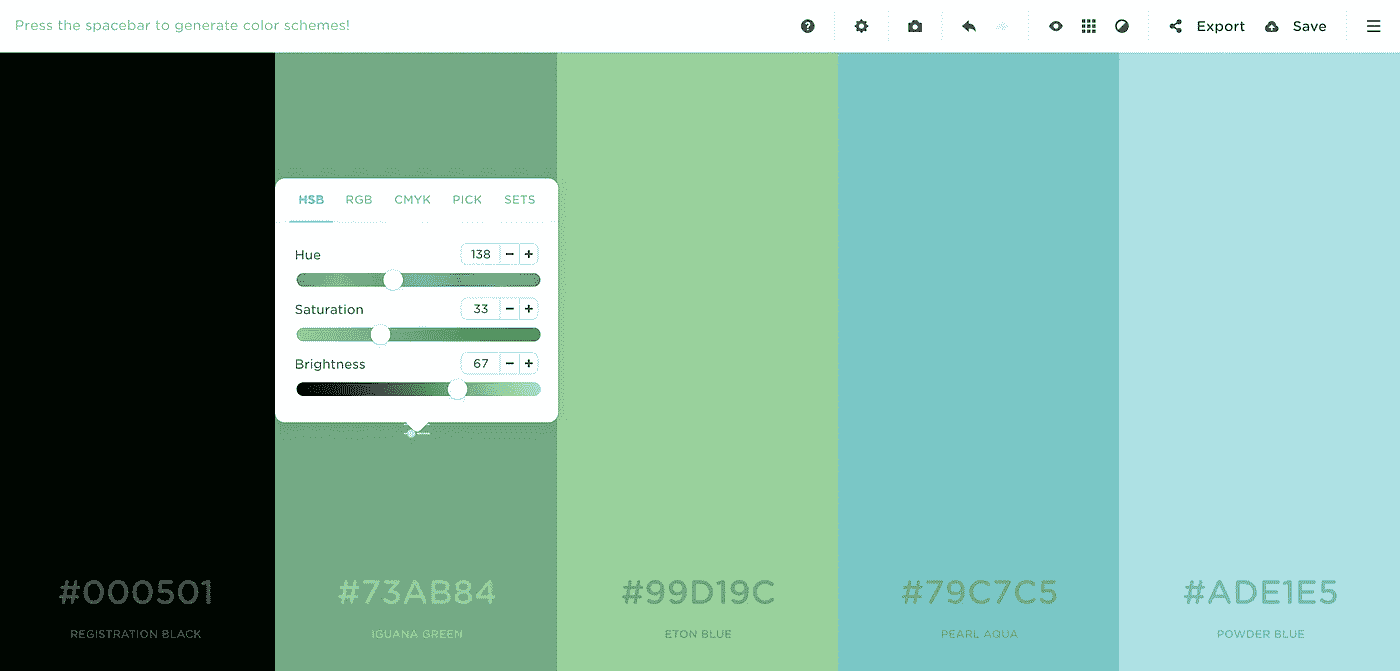 Press the spacebar to generate color schemes!
Export
Save
HSB RGB CMYK PICK SETS
Hue 138 − +
Saturation 33 − +
Brightness 67 − +
#000501
REGISTRATION BLACK
#73AB84
IGUANA GREEN
#99D19C
ETON BLUE
#79C7C5
PEARL AQUA
#ADE1E5
POWDER BLUE